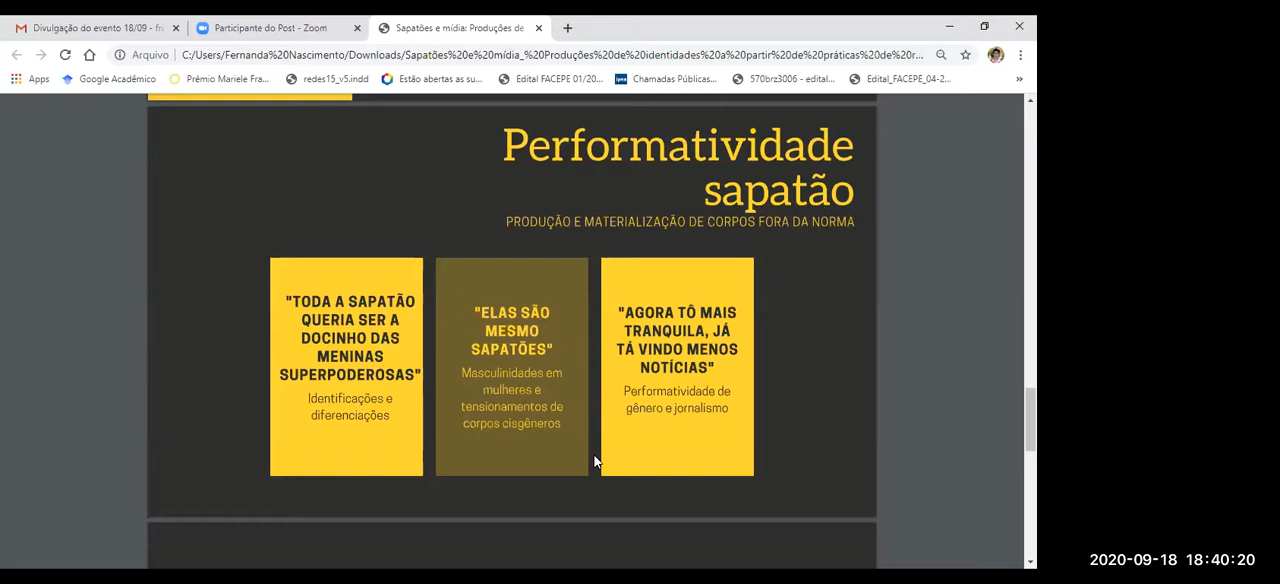 Divulgação do evento 18/09 - fn
Participante do Post - Zoom
Sapatões e mídia: Produções de
Arquivo
C:/Users/Fernanda%20Nascimento/Downloads/Sapatões%20e%20mídia_%20Produções%20de%20identidades%20a%20partir%20de%20práticas%20de%20r...
Apps
Google Acadêmico
Prêmio Mariele Fra...
redes15_v5.indd
Estão abertas as su...
Edital FACEPE 01/20...
ipea
Chamadas Públicas...
570brz3006 - edital...
Edital_FACEPE_04-2...
»
Performatividade
sapatão
PRODUÇÃO E MATERIALIZAÇÃO DE CORPOS FORA DA NORMA
"TODA A SAPATÃO
QUERIA SER A
DOCINHO DAS
MENINAS
SUPERPODEROSAS"
Identificações e
diferenciações
"ELAS SÃO
MESMO
SAPATÕES"
Masculinidades em
mulheres e
tensionamentos de
corpos cisgêneros
"AGORA TÔ MAIS
TRANQUILA, JÁ
TÁ VINDO MENOS
NOTÍCIAS"
Performatividade de
gênero e jornalismo
2020-09-18 18:40:20